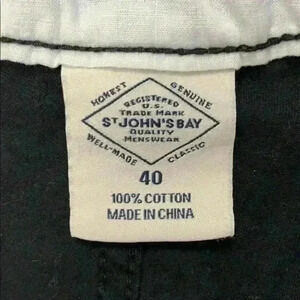 HONEST GENUINE
REGISTERED
U.S.
TRADE MARK
ST JOHN'S BAY
QUALITY
MENSWEAR
WELL-MADE CLASSIC
40
100% COTTON
MADE IN CHINA